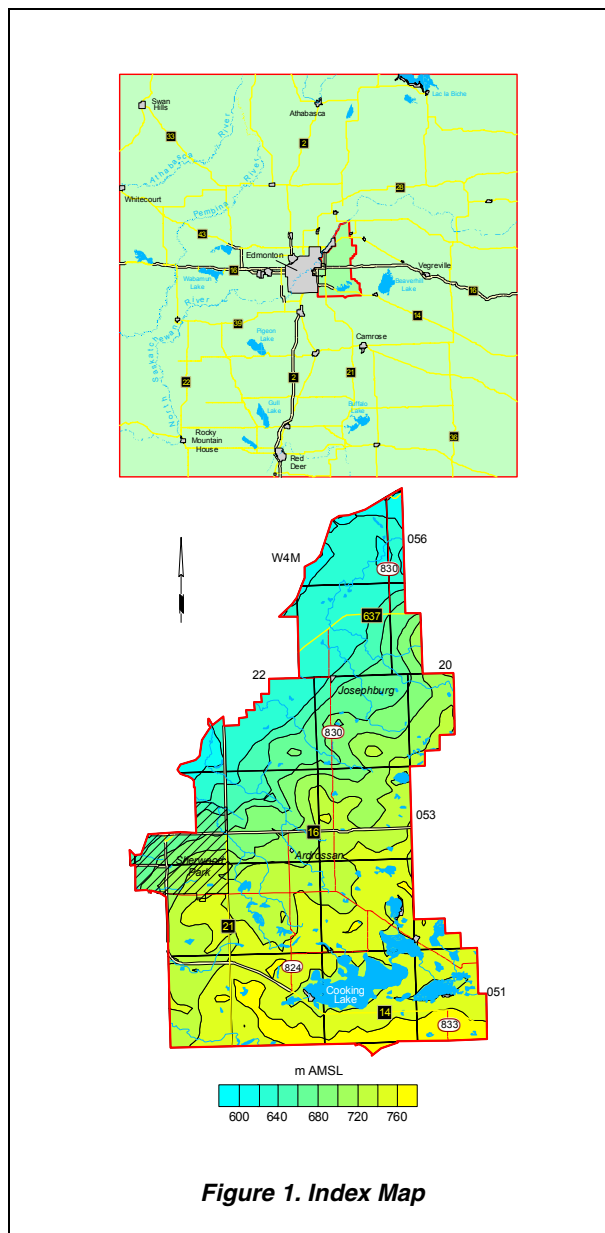 Lac la Biche
Swan
Hills
Athabasca
33
2
Athabasca River
28
Whitecourt
Pembina River
43
Edmonton
Vegreville
16
Wabamun
Lake
Beaverhill
Lake
16
North Saskatchewan River
39
14
Pigeon
Lake
Camrose
22
2
21
Gull
Lake
Buffalo
Lake
36
Rocky
Mountain
House
Red
Deer
056
W4M
830
637
22
20
Josephburg
830
053
16
Sherwood
Park
Ardrossan
21
824
Cooking
Lake
051
14
833
m AMSL
600 640 680 720 760
Figure 1. Index Map